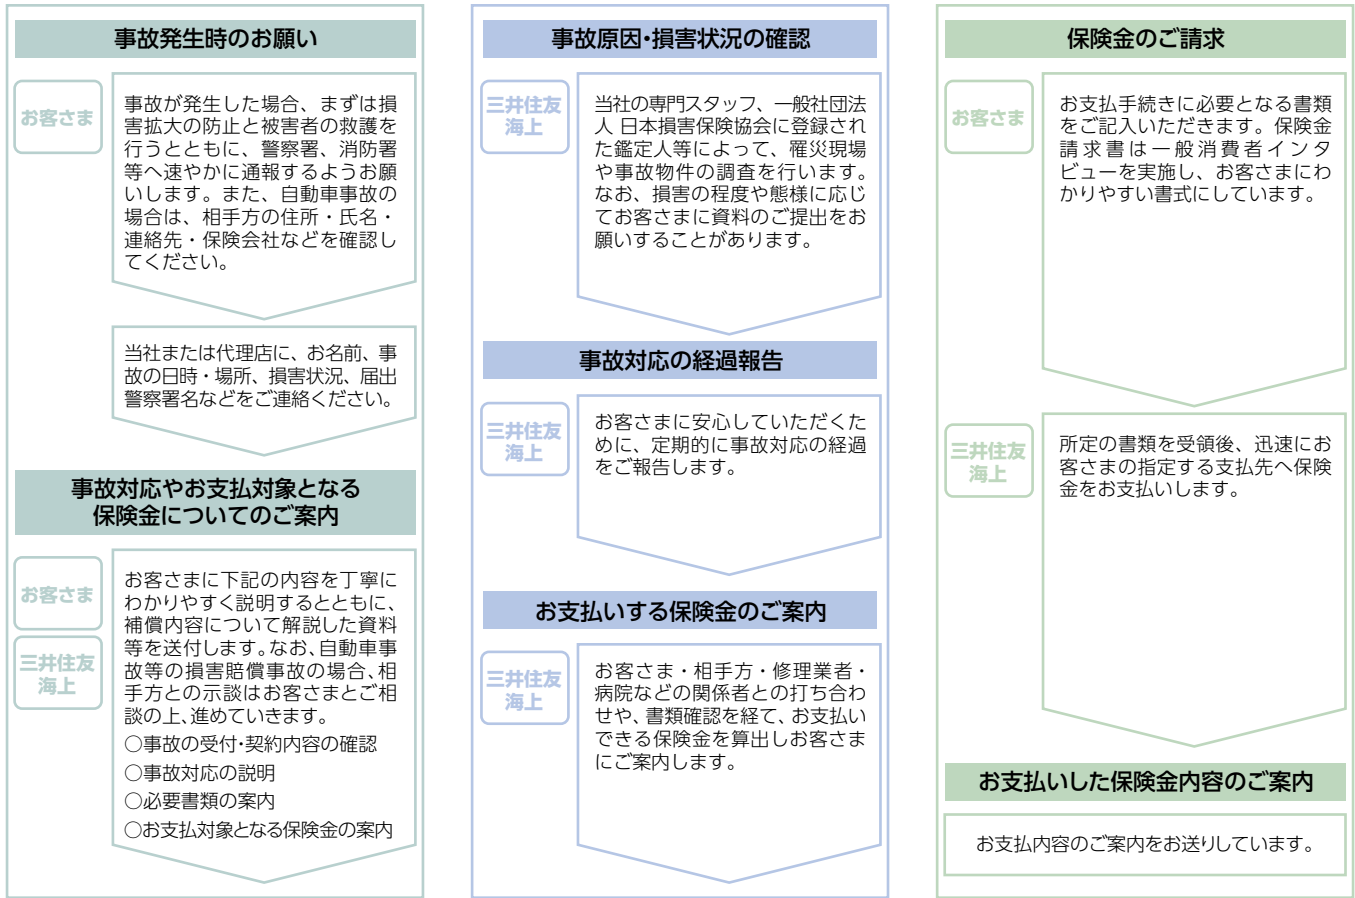 事故発生時のお願い
お客さま
事故が発生した場合、まずは損
害拡大の防止と被害者の救護を
行うとともに、警察署、消防署
等へ速やかに通報するようお願
いします。また、自動車事故の
場合は、相手方の住所・氏名・
連絡先・保険会社などを確認し
てください。
当社または代理店に、お名前、事
故の日時・場所、損害状況、届出
警察署名などをご連絡ください。
事故対応やお支払対象となる
保険金についてのご案内
お客さま
三井住友
海上
お客さまに下記の内容を丁寧に
わかりやすく説明するとともに、
補償内容について解説した資料
等を送付します。なお、自動車事
故等の損害賠償事故の場合、相
手方との示談はお客さまとご相
談の上、進めていきます。
○事故の受付・契約内容の確認
○事故対応の説明
○必要書類の案内
○お支払対象となる保険金の案内
事故原因・損害状況の確認
三井住友
海上
当社の専門スタッフ、一般社団法
人 日本損害保険協会に登録され
た鑑定人等によって、罹災現場
や事故物件の調査を行います。
なお、損害の程度や態様に応じ
てお客さまに資料のご提出をお
願いすることがあります。
事故対応の経過報告
三井住友
海上
お客さまに安心していただくた
めに、定期的に事故対応の経過
をご報告します。
お支払いする保険金のご案内
三井住友
海上
お客さま・相手方・修理業者・
病院などの関係者との打ち合わ
せや、書類確認を経て、お支払い
できる保険金を算出しお客さま
にご案内します。
保険金のご請求
お客さま
お支払手続きに必要となる書類
をご記入いただきます。保険金
請求書は一般消費者インタ
ビューを実施し、お客さまにわ
かりやすい書式にしています。
三井住友
海上
所定の書類を受領後、迅速にお
客さまの指定する支払先へ保険
金をお支払いします。
お支払いした保険金内容のご案内
お支払内容のご案内をお送りしています。